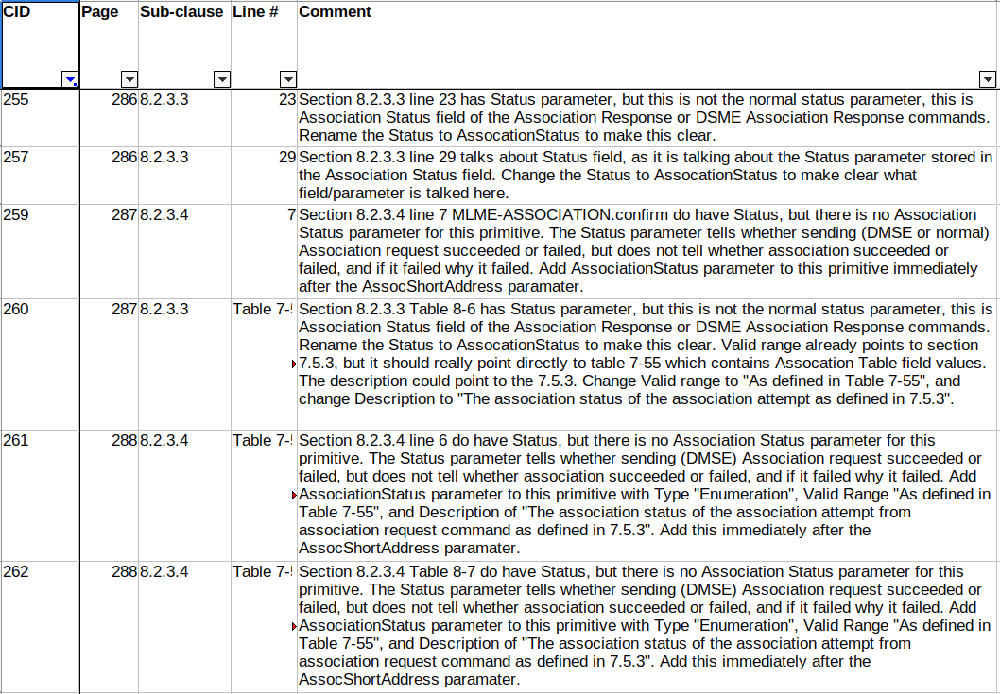 CID Page Sub-clause Line # Comment
255 286 8.2.3.3 23 Section 8.2.3.3 line 23 has Status parameter, but this is not the normal status parameter, this is
Association Status field of the Association Response or DSME Association Response commands.
Rename the Status to AssocationStatus to make this clear.
257 286 8.2.3.3 29 Section 8.2.3.3 line 29 talks about Status field, as it is talking about the Status parameter stored in
the Association Status field. Change the Status to AssocationStatus to make clear what
field/parameter is talked here.
259 287 8.2.3.4 7 Section 8.2.3.4 line 7 MLME-ASSOCIATION.confirm do have Status, but there is no Association
Status parameter for this primitive. The Status parameter tells whether sending (DMSE or normal)
Association request succeeded or failed, but does not tell whether association succeeded or
failed, and if it failed why it failed. Add AssociationStatus parameter to this primitive immediately
after the AssocShortAddress paramater.
260 287 8.2.3.3 Table 7- Section 8.2.3.3 Table 8-6 has Status parameter, but this is not the normal status parameter, this is
Association Status field of the Association Response or DSME Association Response commands.
Rename the Status to AssocationStatus to make this clear. Valid range already points to section
7.5.3, but it should really point directly to table 7-55 which contains Assocation Table field values.
The description could point to the 7.5.3. Change Valid range to "As defined in Table 7-55", and
change Description to "The association status of the association attempt as defined in 7.5.3".
261 288 8.2.3.4 Table 7- Section 8.2.3.4 line 6 do have Status, but there is no Association Status parameter for this
primitive. The Status parameter tells whether sending (DMSE) Association request succeeded or
failed, but does not tell whether association succeeded or failed, and if it failed why it failed. Add
AssociationStatus parameter to this primitive with Type "Enumeration", Valid Range "As defined in
Table 7-55", and Description of "The association status of the association attempt from
association request command as defined in 7.5.3". Add this immediately after the
AssocShortAddress paramater.
262 288 8.2.3.4 Table 7- Section 8.2.3.4 Table 8-7 do have Status, but there is no Association Status parameter for this
primitive. The Status parameter tells whether sending (DMSE) Association request succeeded or
failed, but does not tell whether association succeeded or failed, and if it failed why it failed. Add
AssociationStatus parameter to this primitive with Type "Enumeration", Valid Range "As defined in
Table 7-55", and Description of "The association status of the association attempt from
association request command as defined in 7.5.3". Add this immediately after the
AssocShortAddress paramater.